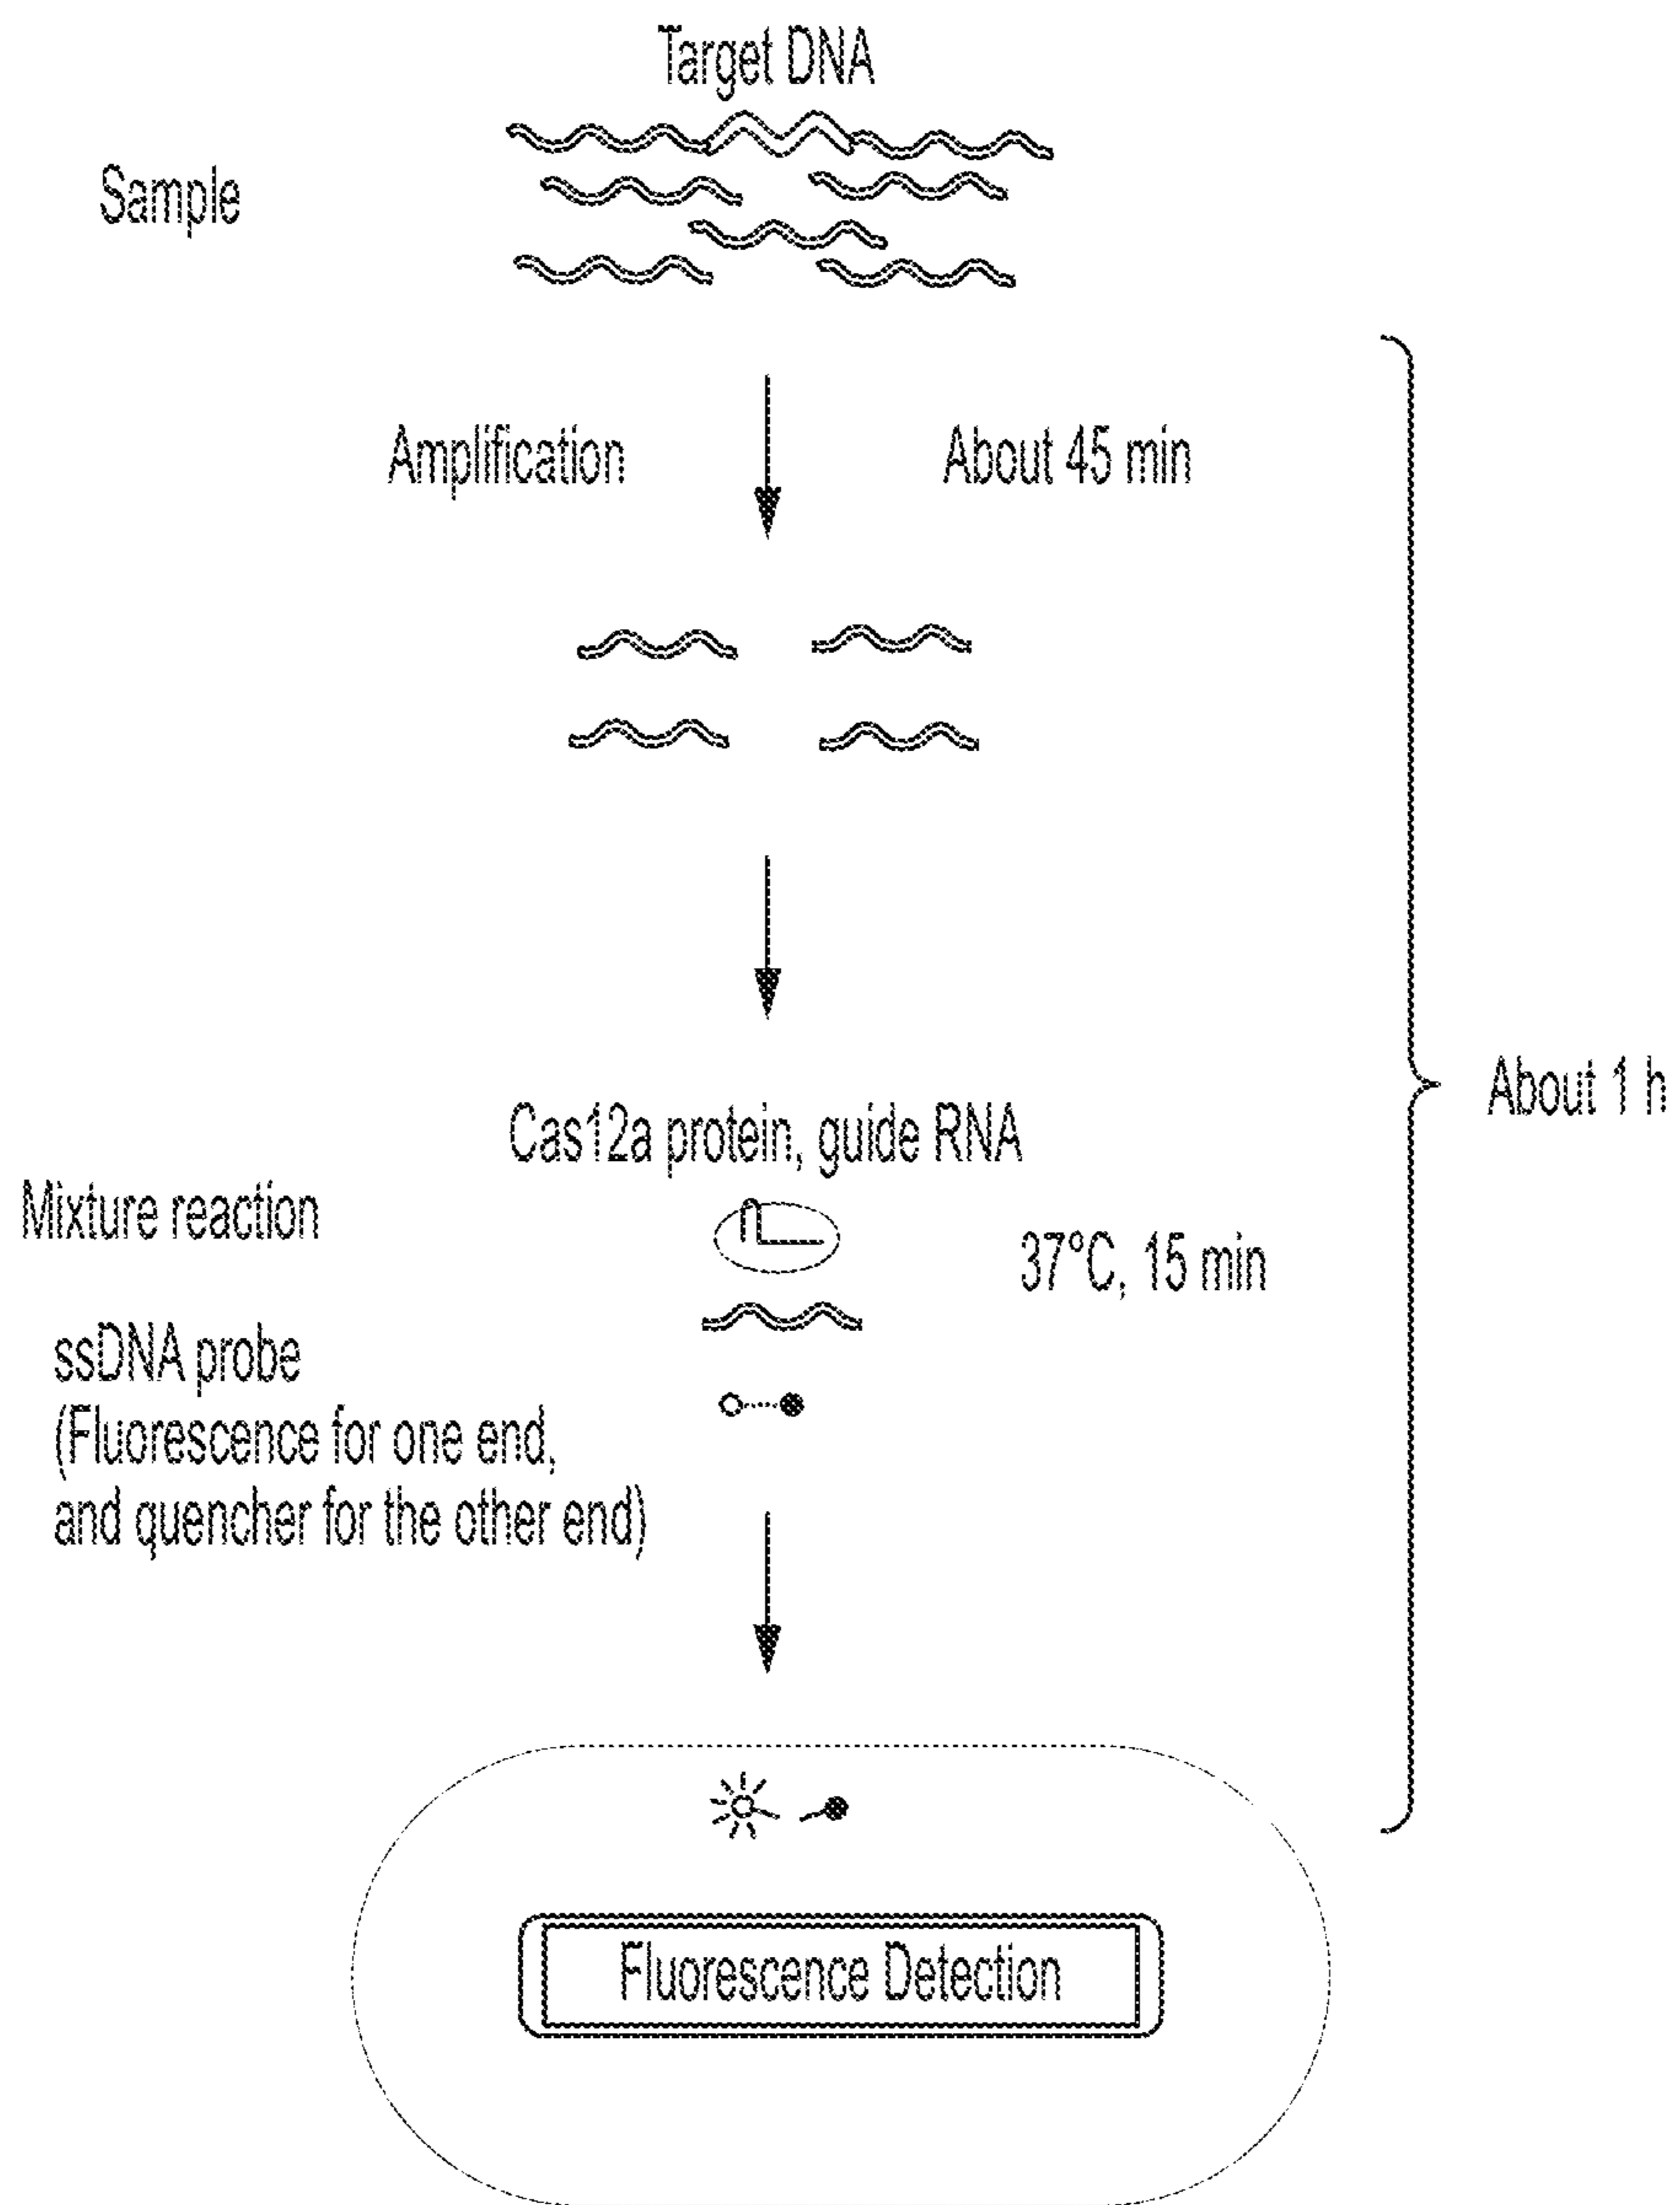 Target DNA
Sample
Amplification
About 45 min
About 1 h
Cas12a protein, guide RNA
Mixture reaction
37°C, 15 min
ssDNA probe
(Fluorescence for one end,
and quencher for the other end)
Fluorescence Detection